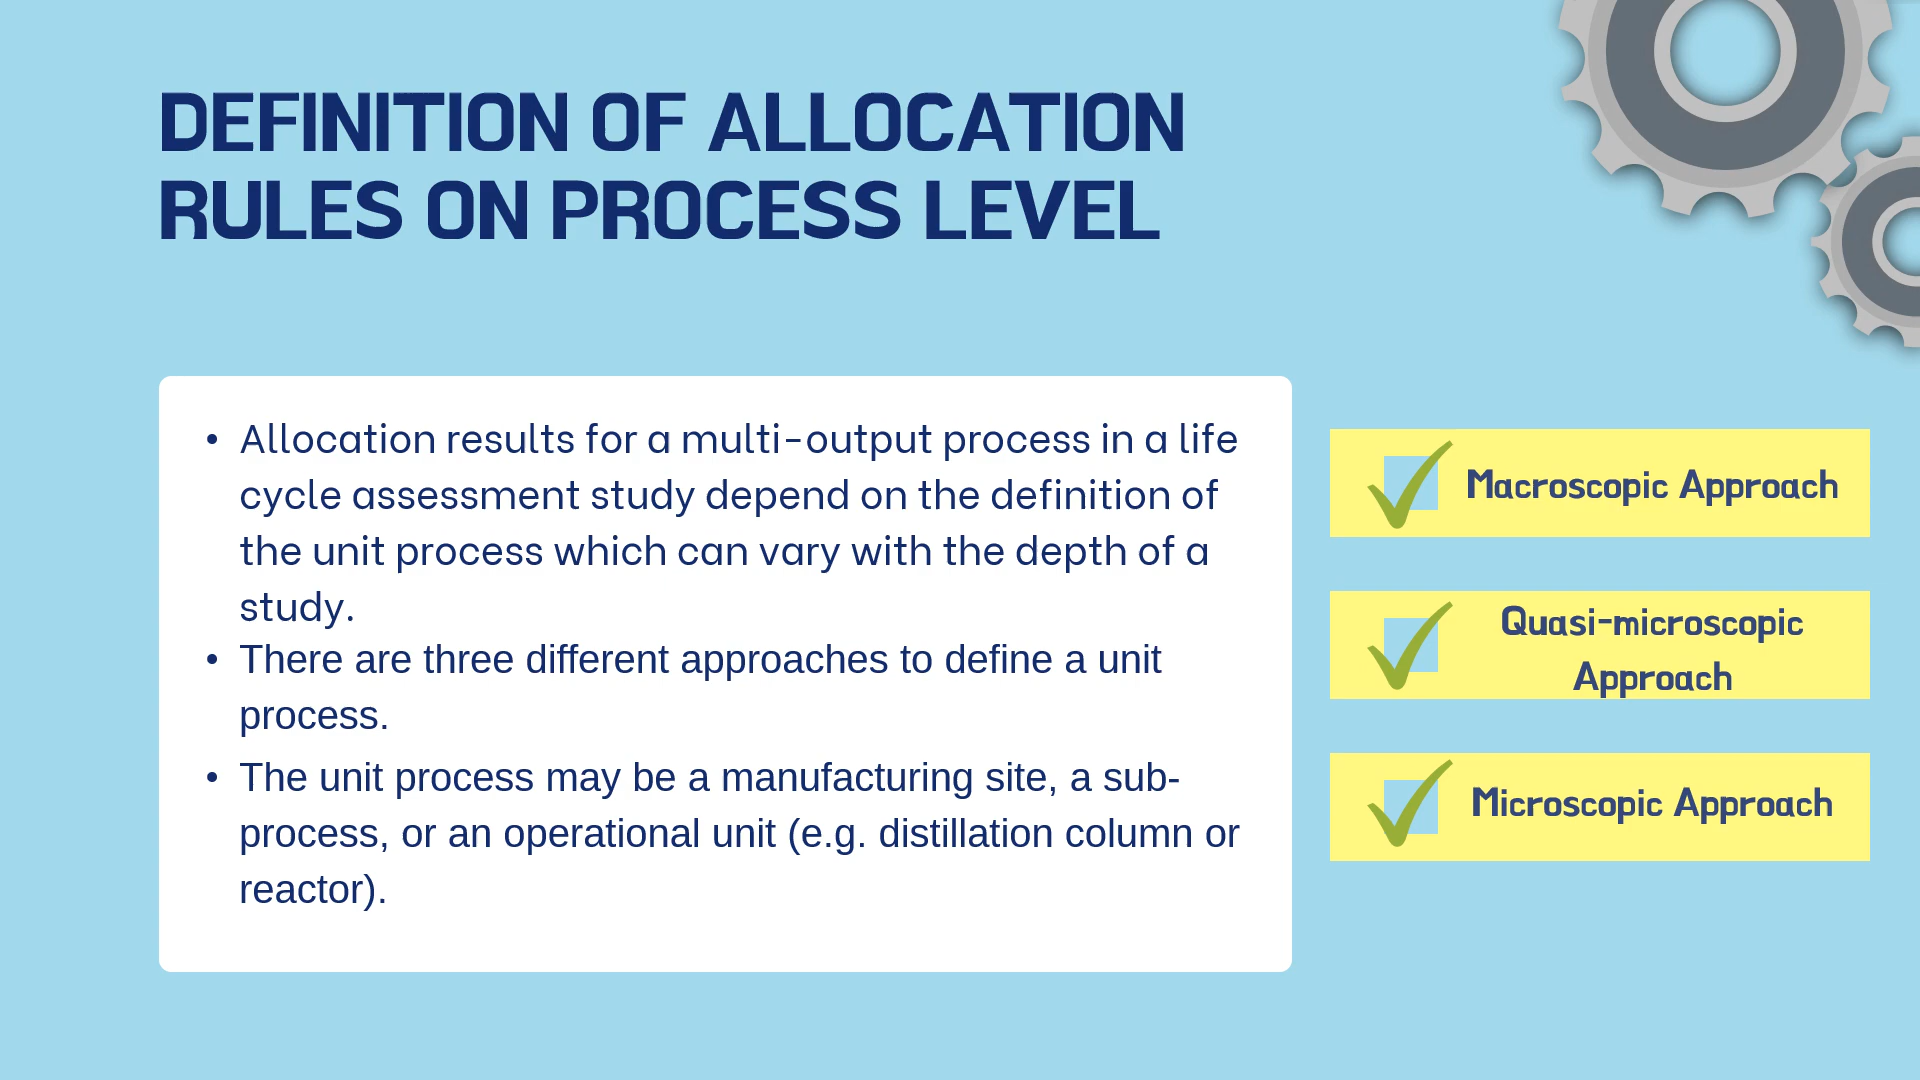 DEFINITION OF ALLOCATION
RULES ON PROCESS LEVEL
• Allocation results for a multi-output process in a life
cycle assessment study depend on the definition of
the unit process which can vary with the depth of a
study.
• There are three different approaches to define a unit
process.
• The unit process may be a manufacturing site, a sub-
process, or an operational unit (e.g. distillation column or
reactor).
Macroscopic Approach
Quasi-microscopic
Approach
Microscopic Approach